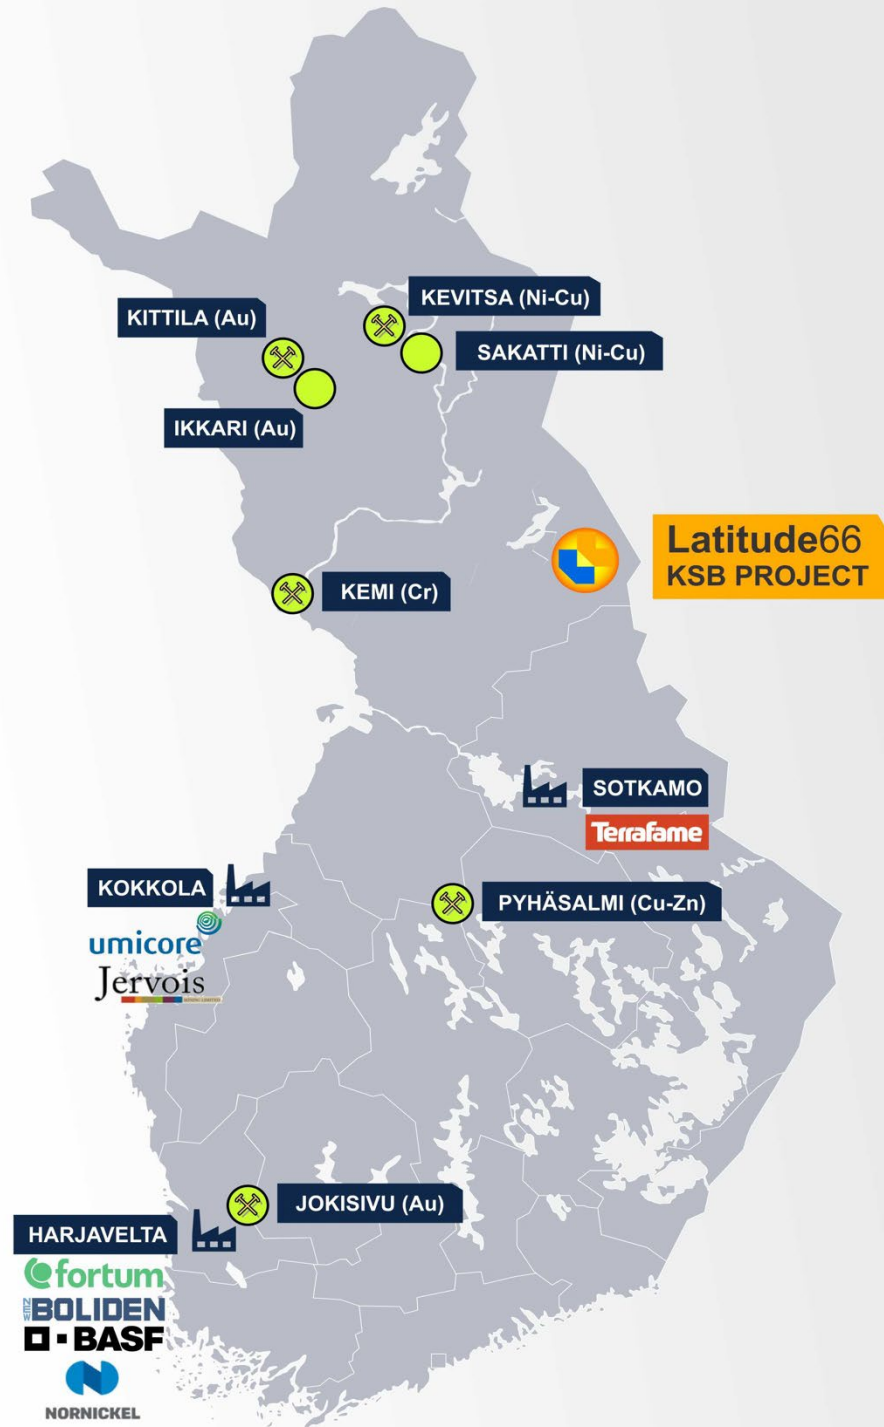 KEVITSA (Ni-Cu)
KITTILA (Au)
SAKATTI (Ni-Cu)
IKKARI (Au)
Latitude66
KSB PROJECT
KEMI (Cr)
SOTKAMO
Terrafame
KOKKOLA
PYHÄSALMI (Cu-Zn)
umicore
Jervois
JOKISIVU (Au)
HARJAVELTA
fortum
BOLIDEN
BASF
NORNICKEL